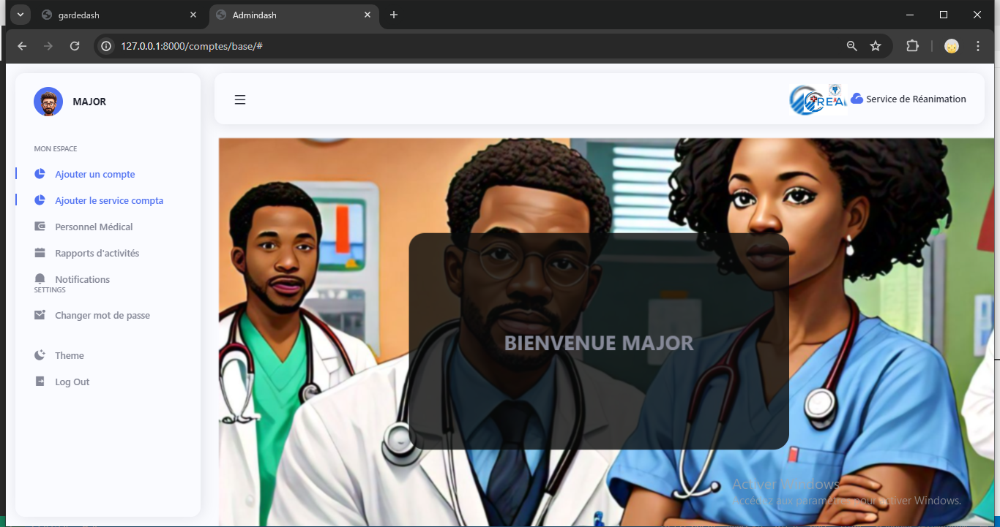 gardedash
Admindash
127.0.0.1:8000/comptes/base/#
MAJOR
MON ESPACE
Ajouter un compte
Ajouter le service compta
Personnel Médical
Rapports d'activités
Notifications
SETTINGS
Changer mot de passe
Theme
Log Out
REA
Service de Réanimation
BIENVENUE MAJOR
Activer Windows
Accédez aux paramètres pour activer Windows.